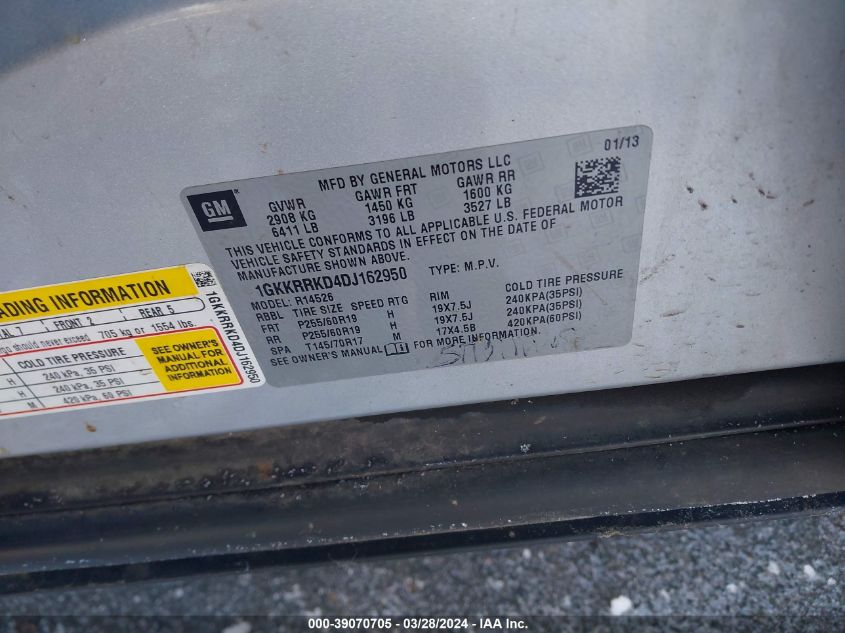 MFD BY GENERAL MOTORS LLC 01/13
GM
GVWR GAWR FRT GAWR RR
2908 KG 1450 KG 1600 KG
6411 LB 3196 LB 3527 LB
THIS VEHICLE CONFORMS TO ALL APPLICABLE U.S. FEDERAL MOTOR
VEHICLE SAFETY STANDARDS IN EFFECT ON THE DATE OF
MANUFACTURE SHOWN ABOVE.
1GKKRRKD4DJ162950 TYPE: M.P.V.
MODEL: R14526
RBBL TIRE SIZE SPEED RTG RIM COLD TIRE PRESSURE
FRT P255/60R19 H 19X7.5J 240KPA(35PSI)
RR P255/60R19 H 19X7.5J 240KPA(35PSI)
SPA T145/70R17 M 17X4.5B 420KPA(60PSI)
SEE OWNER'S MANUAL FOR MORE INFORMATION.
ADING INFORMATION
TAL 7 FRONT 2 REAR 5
go should never exceed 705 kg or 1554 lbs.
COLD TIRE PRESSURE
H 240 kPa, 35 PSI
H 240 kPa, 35 PSI
M 420 kPa, 60 PSI
SEE OWNER'S
MANUAL FOR
ADDITIONAL
INFORMATION
1GKKRRKD4DJ162950
000-39070705 - 03/28/2024 - IAA Inc.